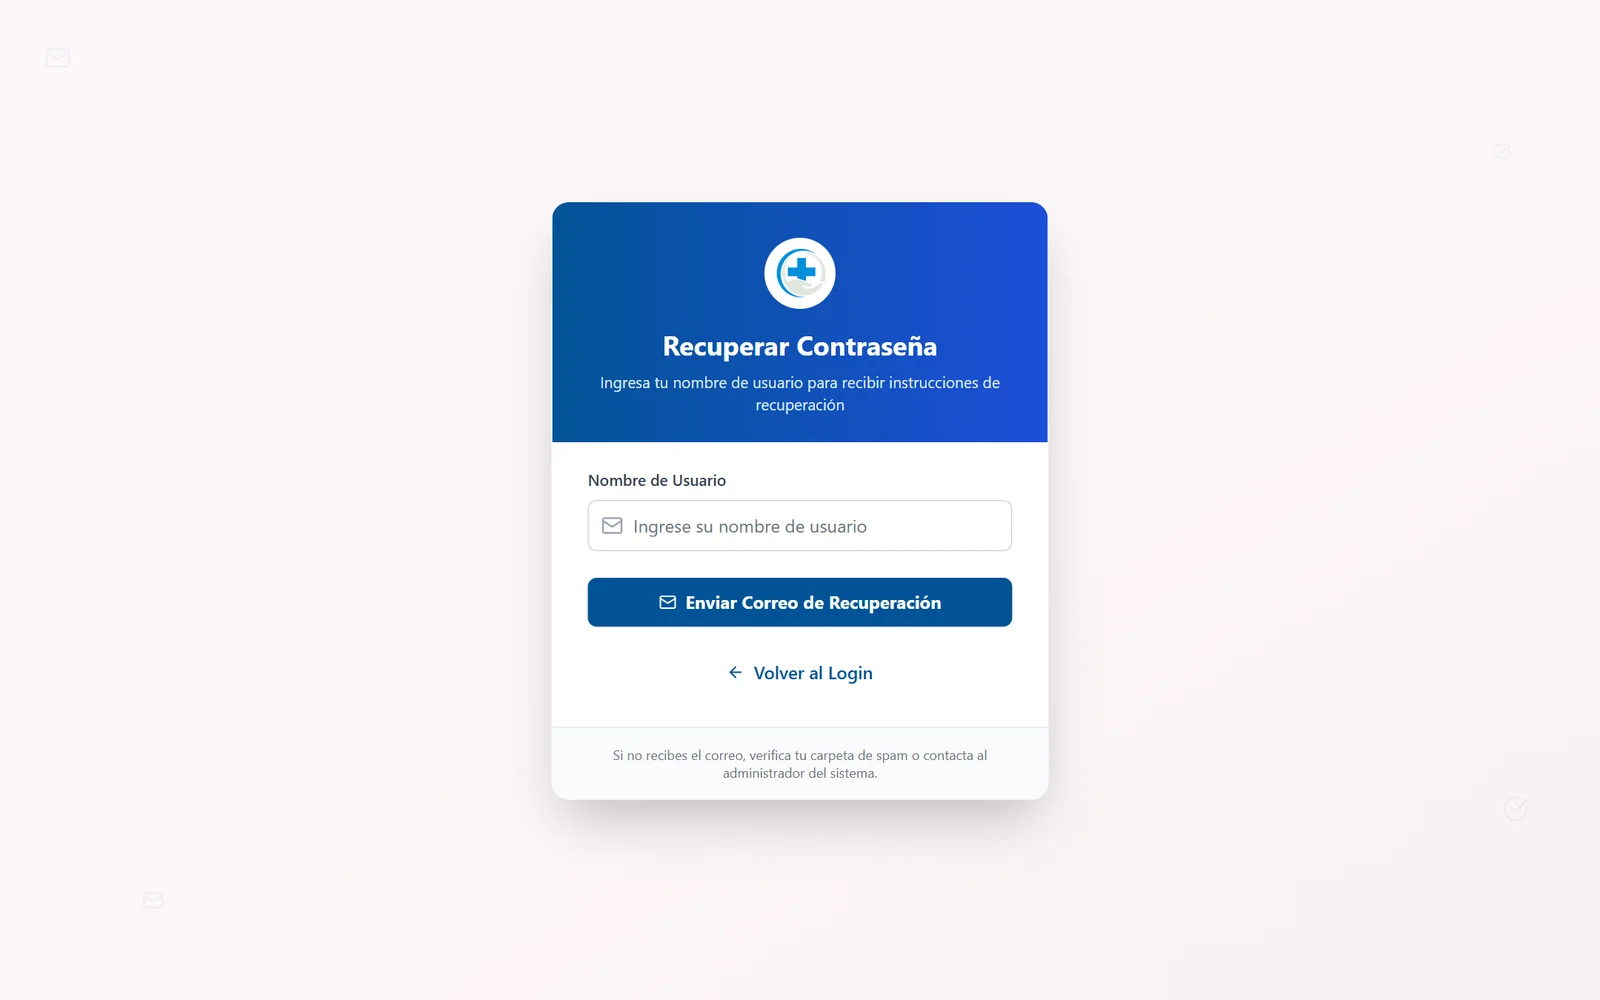 Recuperar Contraseña
Ingresa tu nombre de usuario para recibir instrucciones de
recuperación
Nombre de Usuario
Ingrese su nombre de usuario
Enviar Correo de Recuperación
Volver al Login
Si no recibes el correo, verifica tu carpeta de spam o contacta al
administrador del sistema.